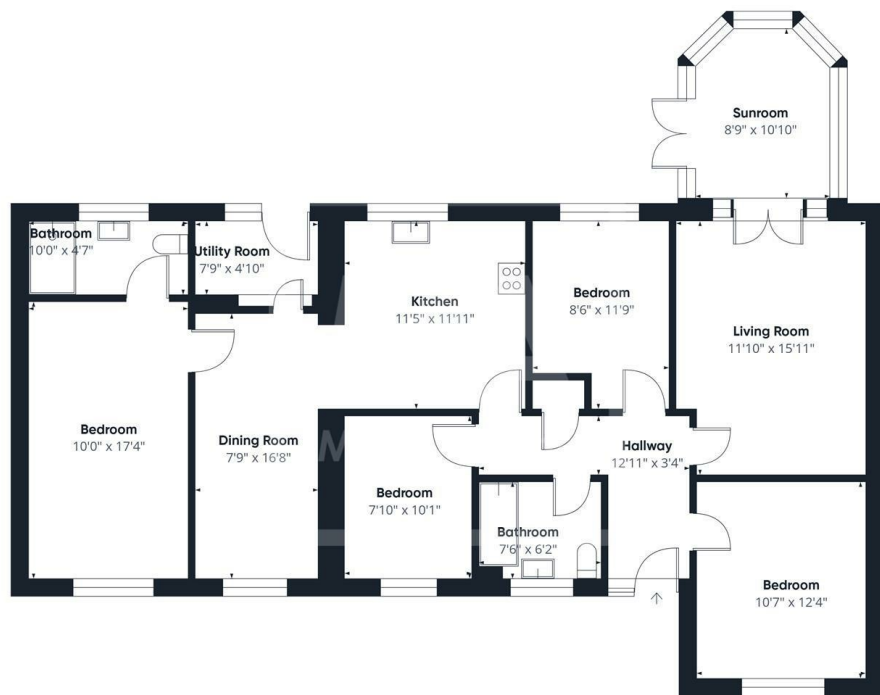 Sunroom
8'9" x 10'10"
Bathroom
10'0" x 4'7"
Utility Room
7'9" x 4'10"
Kitchen
11'5" x 11'11"
Bedroom
8'6" x 11'9"
Living Room
11'10" x 15'11"
Bedroom
10'0" x 17'4"
Dining Room
7'9" x 16'8"
Hallway
12'11" x 3'4"
Bedroom
7'10" x 10'1"
Bathroom
7'6" x 6'2"
Bedroom
10'7" x 12'4"